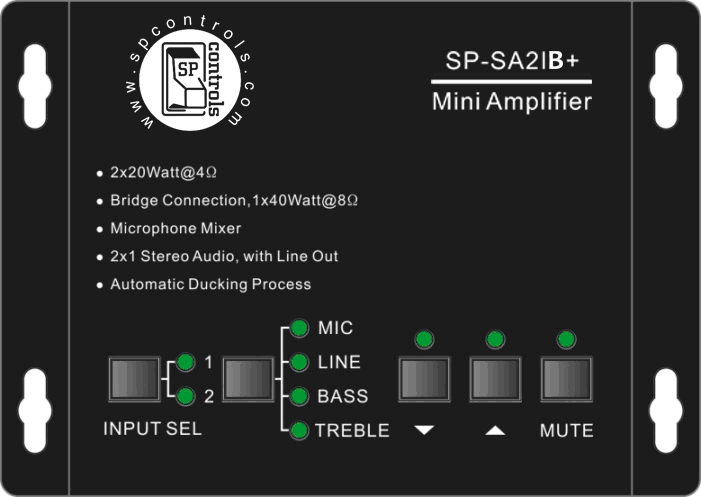 www.spcontrols.com
SP
controls
SP-SA2IB+
Mini Amplifier
• 2x20Watt@4Ω
• Bridge Connection,1x40Watt@8Ω
• Microphone Mixer
• 2x1 Stereo Audio, with Line Out
• Automatic Ducking Process
MIC
1
LINE
2
BASS
INPUT SEL
TREBLE
MUTE